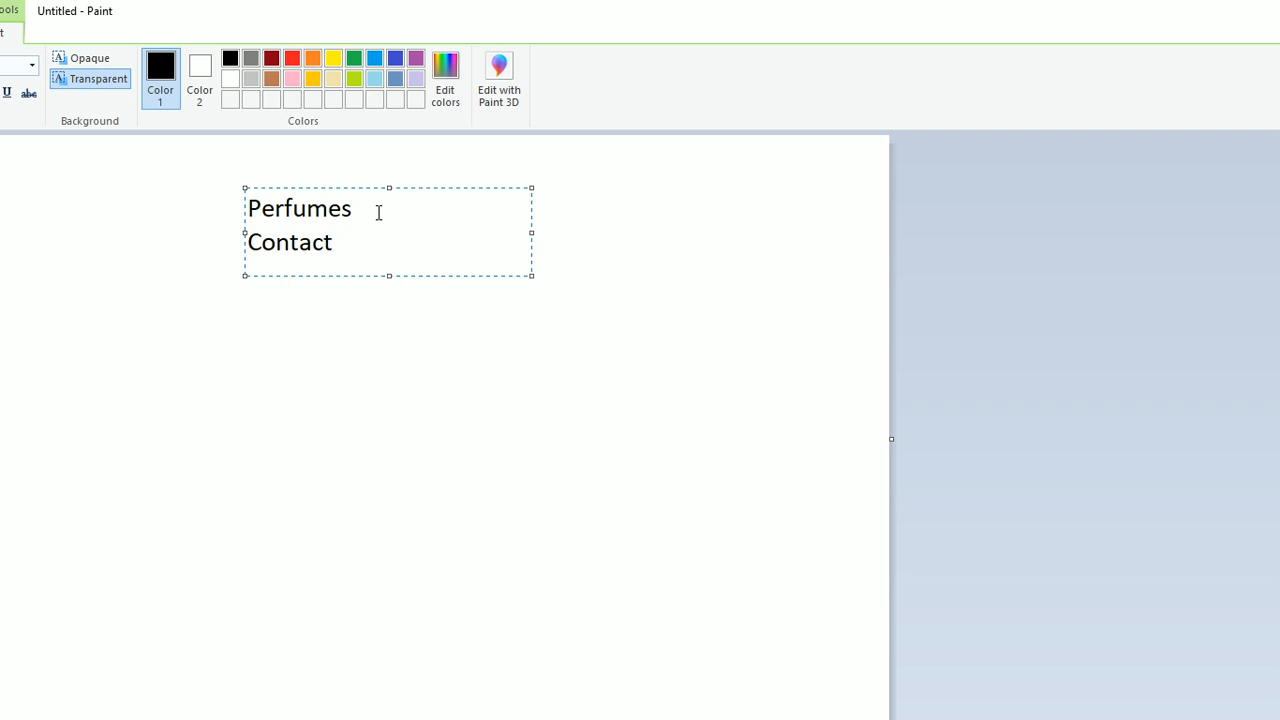 ools
Untitled - Paint
t
Opaque
Transparent
U
abc
Background
Color 1
Color 2
Edit colors
Edit with Paint 3D
Colors
Perfumes
Contact